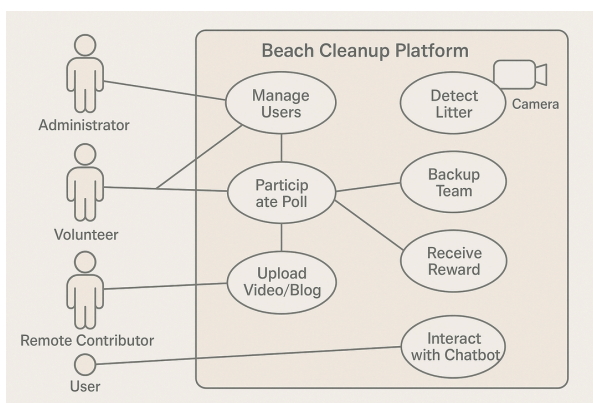 Beach Cleanup Platform
Administrator
Manage
Users
Detect
Litter
Camera
Volunteer
Particip
ate Poll
Backup
Team
Remote Contributor
Upload
Video/Blog
Receive
Reward
User
Interact
with Chatbot